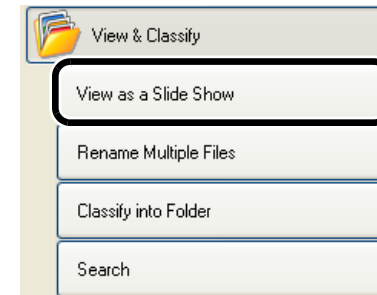 View & Classify
View as a Slide Show
Rename Multiple Files
Classify into Folder
Search